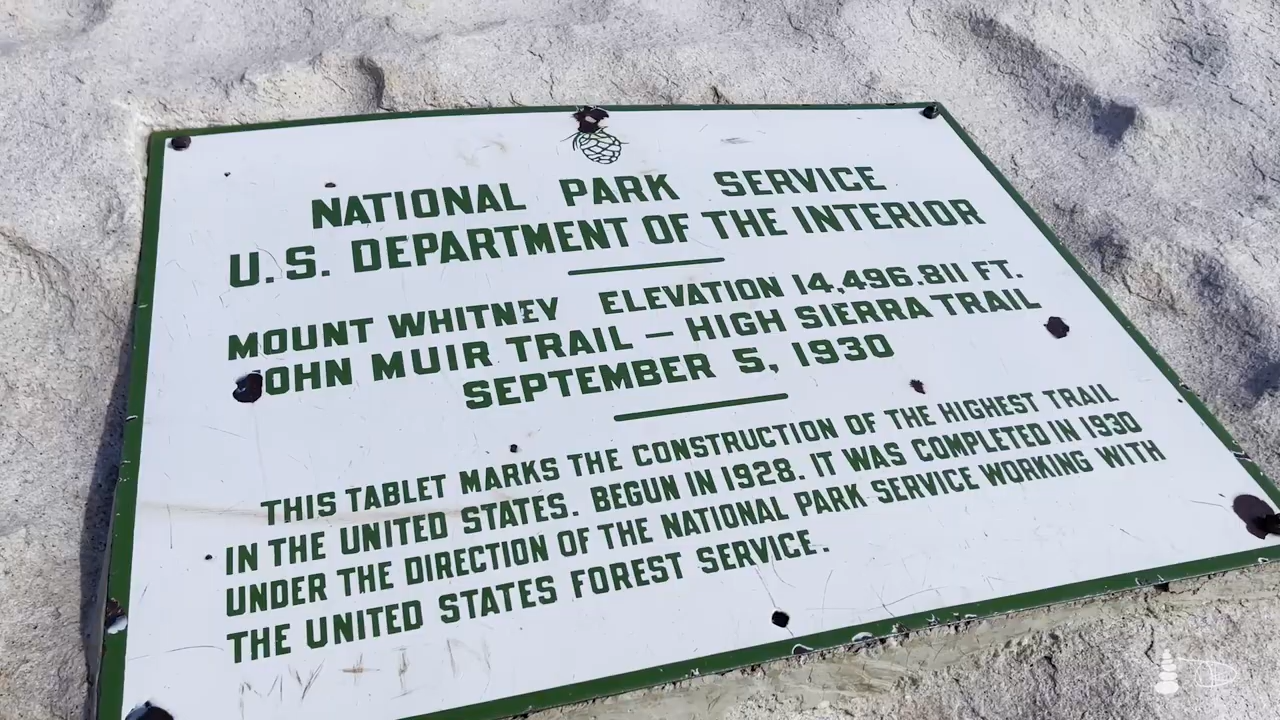 NATIONAL PARK SERVICE
U.S. DEPARTMENT OF THE INTERIOR
MOUNT WHITNEY ELEVATION 14,496.811 FT.
OHN MUIR TRAIL – HIGH SIERRA TRAIL
SEPTEMBER 5, 1930
THIS TABLET MARKS THE CONSTRUCTION OF THE HIGHEST TRAIL
IN THE UNITED STATES. BEGUN IN 1928. IT WAS COMPLETED IN 1930
UNDER THE DIRECTION OF THE NATIONAL PARK SERVICE WORKING WITH
THE UNITED STATES FOREST SERVICE.